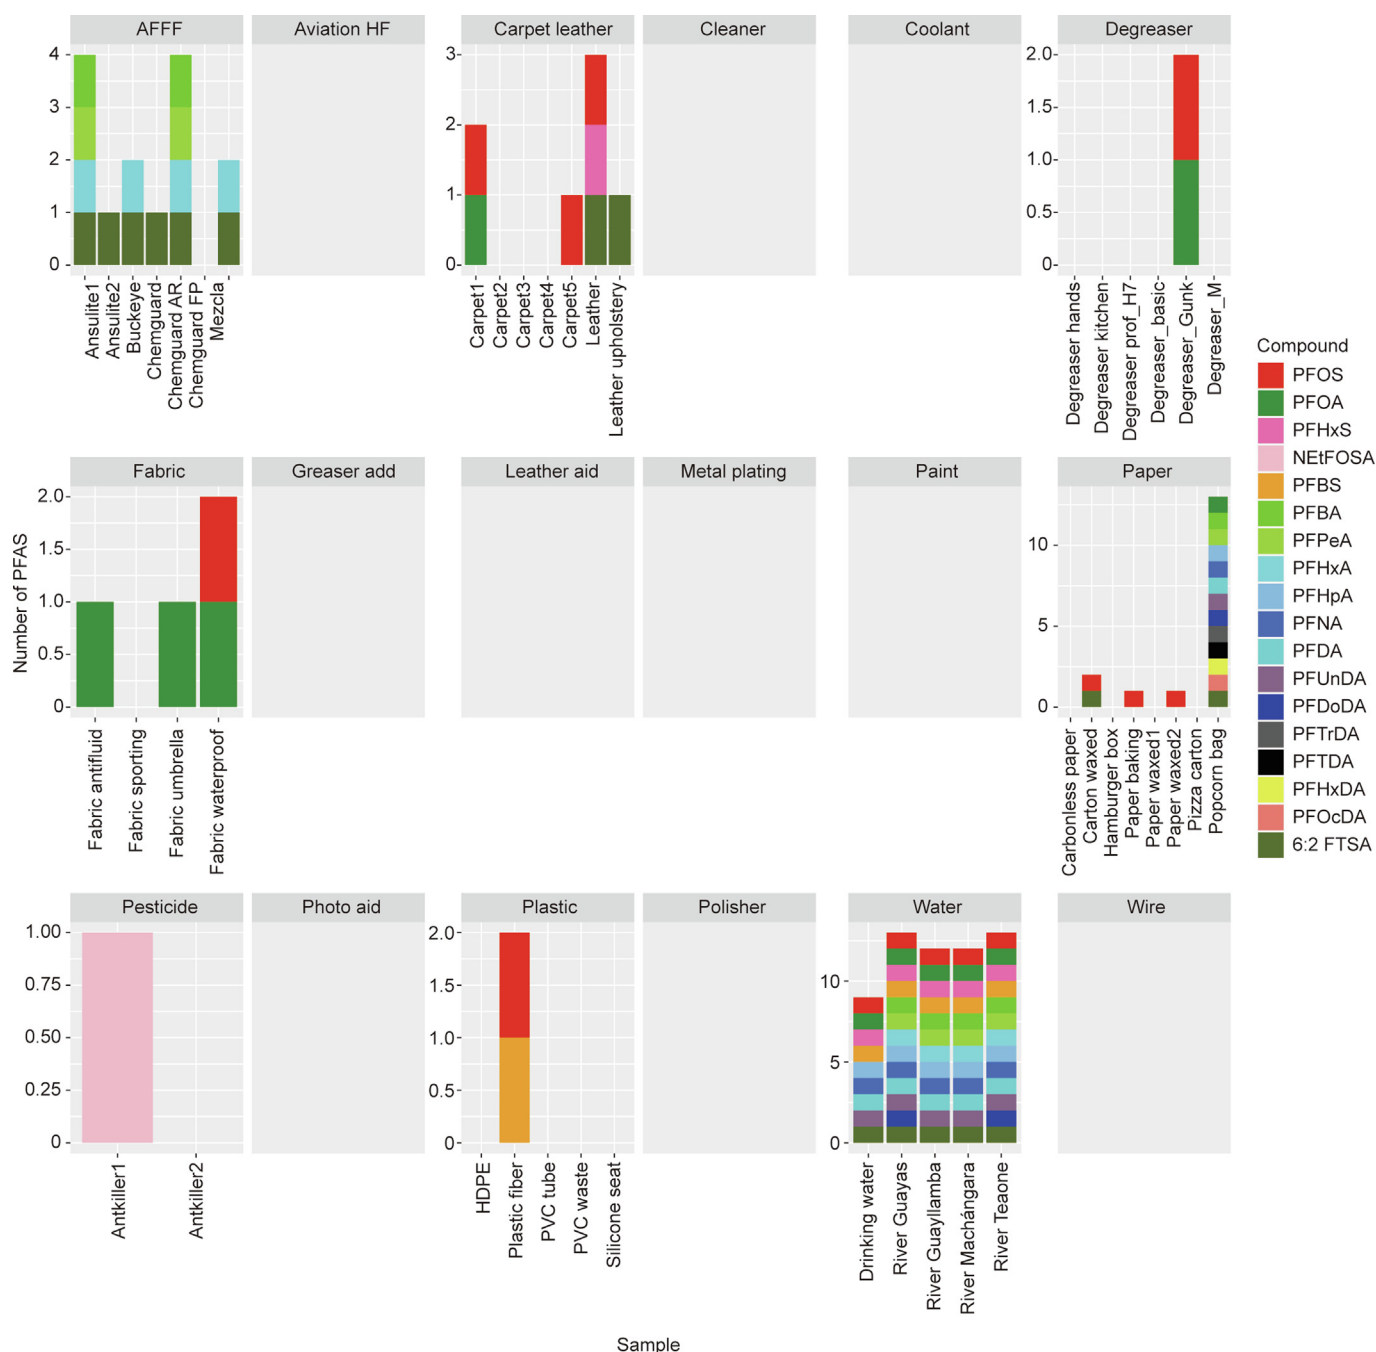 AFFF
Aviation HF
Carpet leather
Cleaner
Coolant
Degreaser
4
3
2
1
0
3
2
1
0
2.0
1.5
1.0
0.5
0
Ansulite1
Ansulite2
Buckeye
Chemguard
Chemguard AR
Chemguard FP
Mezcla
Carpet1
Carpet2
Carpet3
Carpet4
Carpet5
Leather
Leather upholstery
Degreaser hands
Degreaser kitchen
Degreaser prof_H7
Degreaser_basic
Degreaser_Gunk
Degreaser_M
Compound
PFOS
PFOA
PFHxS
NEtFOSA
PFBS
PFBA
PFPeA
PFHxA
PFHpA
PFNA
PFDA
PFUnDA
PFDoDA
PFTrDA
PFTDA
PFHxDA
PFOcDA
6:2 FTSA
Number of PFAS
Fabric
Greaser add
Leather aid
Metal plating
Paint
Paper
2.0
1.5
1.0
0.5
0
10
5
0
Fabric antifluid
Fabric sporting
Fabric umbrella
Fabric waterproof
Carbonless paper
Carton waxed
Hamburger box
Paper baking
Paper waxed1
Paper waxed2
Pizza carton
Popcorn bag
Pesticide
Photo aid
Plastic
Polisher
Water
Wire
1.00
0.75
0.50
0.25
0
2.0
1.5
1.0
0.5
0
10
5
0
Antkiller1
Antkiller2
HDPE
Plastic fiber
PVC tube
PVC waste
Silicone seat
Drinking water
River Guayas
River Guayllamba
River Machángara
River Teaone
Sample